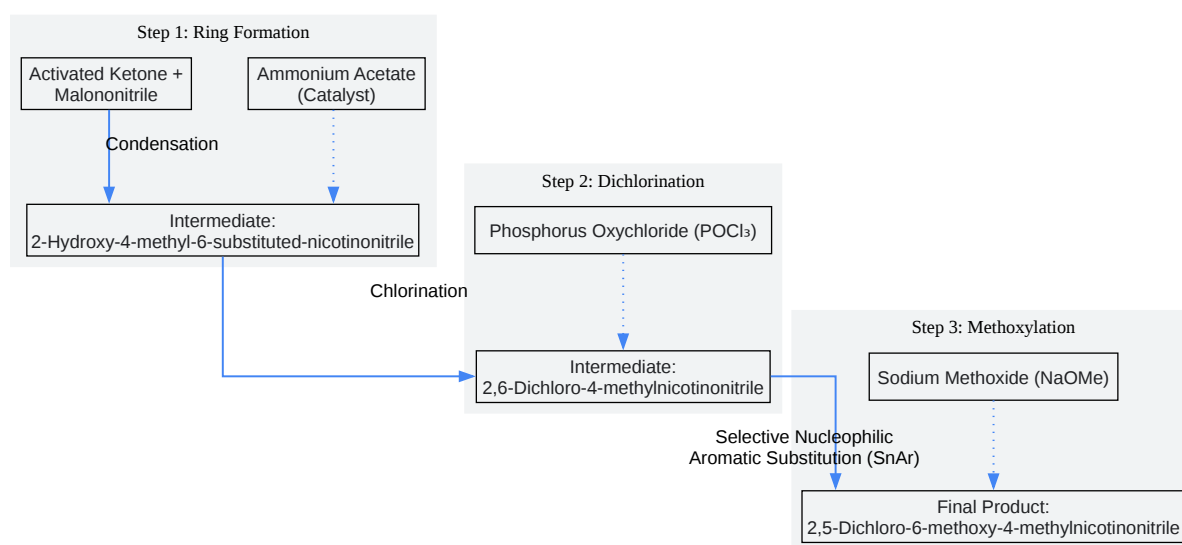 Step 1: Ring Formation
Activated Ketone +
Malononitrile
Ammonium Acetate
(Catalyst)
Condensation
Intermediate:
2-Hydroxy-4-methyl-6-substituted-nicotinonitrile
Step 2: Dichlorination
Phosphorus Oxychloride (POCl₃)
Chlorination
Intermediate:
2,6-Dichloro-4-methylnicotinonitrile
Step 3: Methoxylation
Sodium Methoxide (NaOMe)
Selective Nucleophilic
Aromatic Substitution (SnAr)
Final Product:
2,5-Dichloro-6-methoxy-4-methylnicotinonitrile